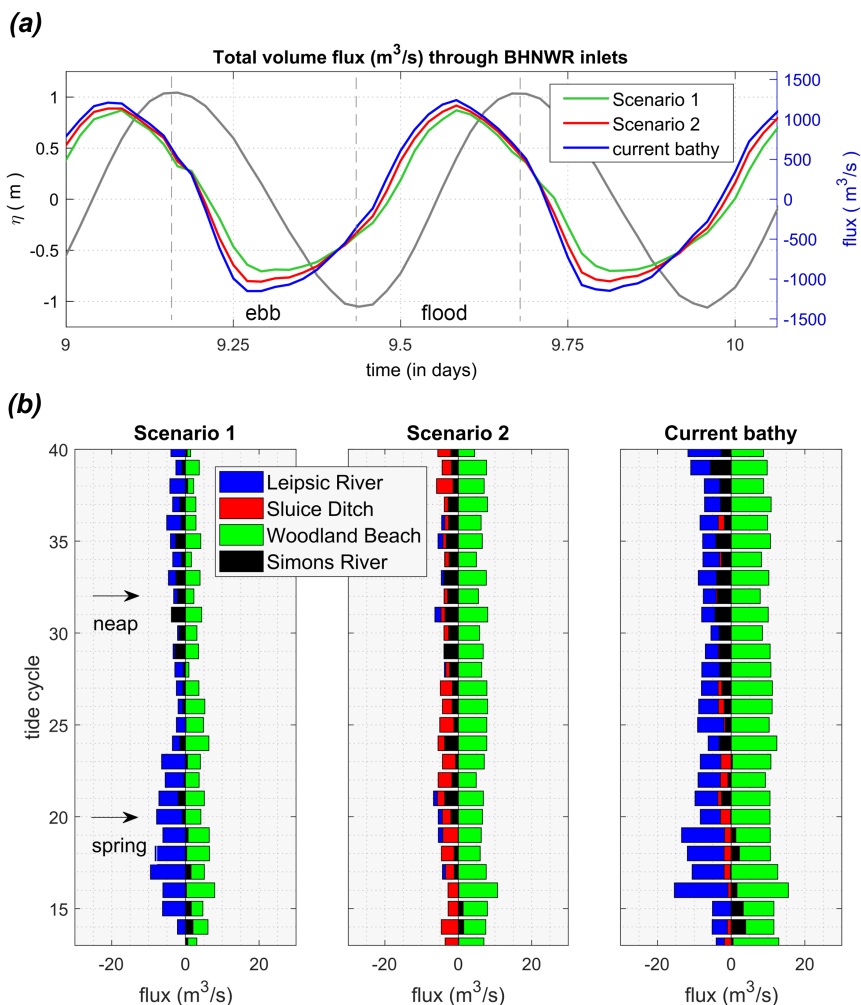 (a)
Total volume flux (m³/s) through BHNWR inlets
1
0.5
0
-0.5
-1
η ( m )
1500
1000
500
0
-500
-1000
-1500
flux ( m³/s )
Scenario 1
Scenario 2
current bathy
ebb
flood
9
9.25
9.5
9.75
10
time (in days)
(b)
Scenario 1
Scenario 2
Current bathy
40
35
30
25
20
15
tide cycle
Leipsic River
Sluice Ditch
Woodland Beach
Simons River
neap
spring
-20
0
20
-20
0
20
-20
0
20
flux (m³/s)
flux (m³/s)
flux (m³/s)